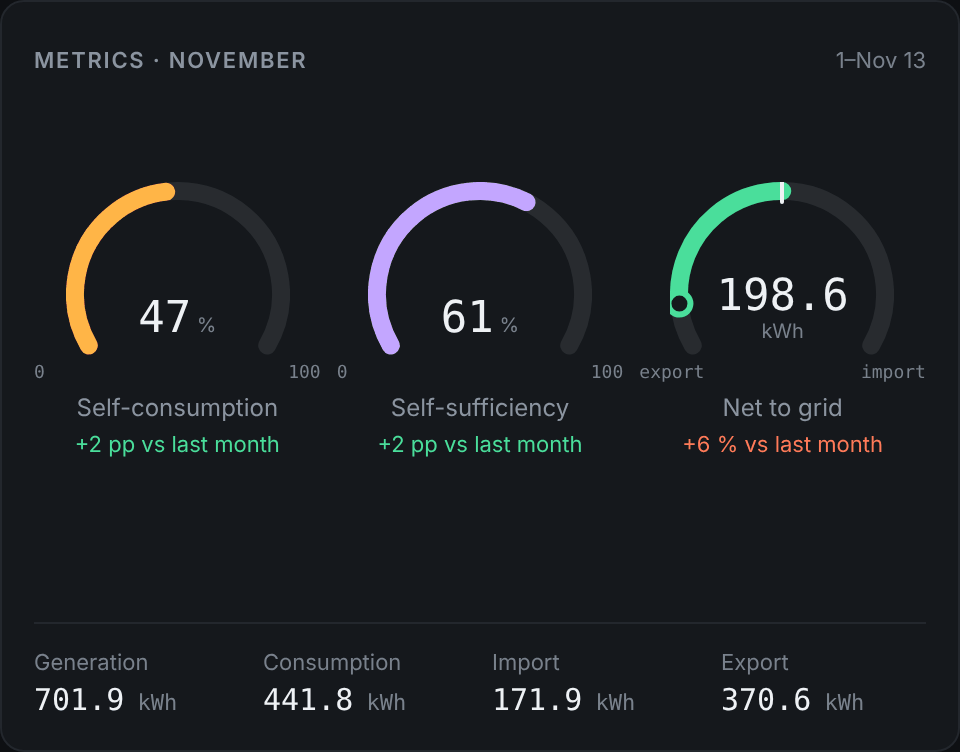 METRICS · NOVEMBER
1–Nov 13
47 %
61 %
198.6
kWh
0
100
0
100
export
import
Self-consumption
Self-sufficiency
Net to grid
+2 pp vs last month
+2 pp vs last month
+6 % vs last month
Generation
Consumption
Import
Export
701.9 kWh
441.8 kWh
171.9 kWh
370.6 kWh